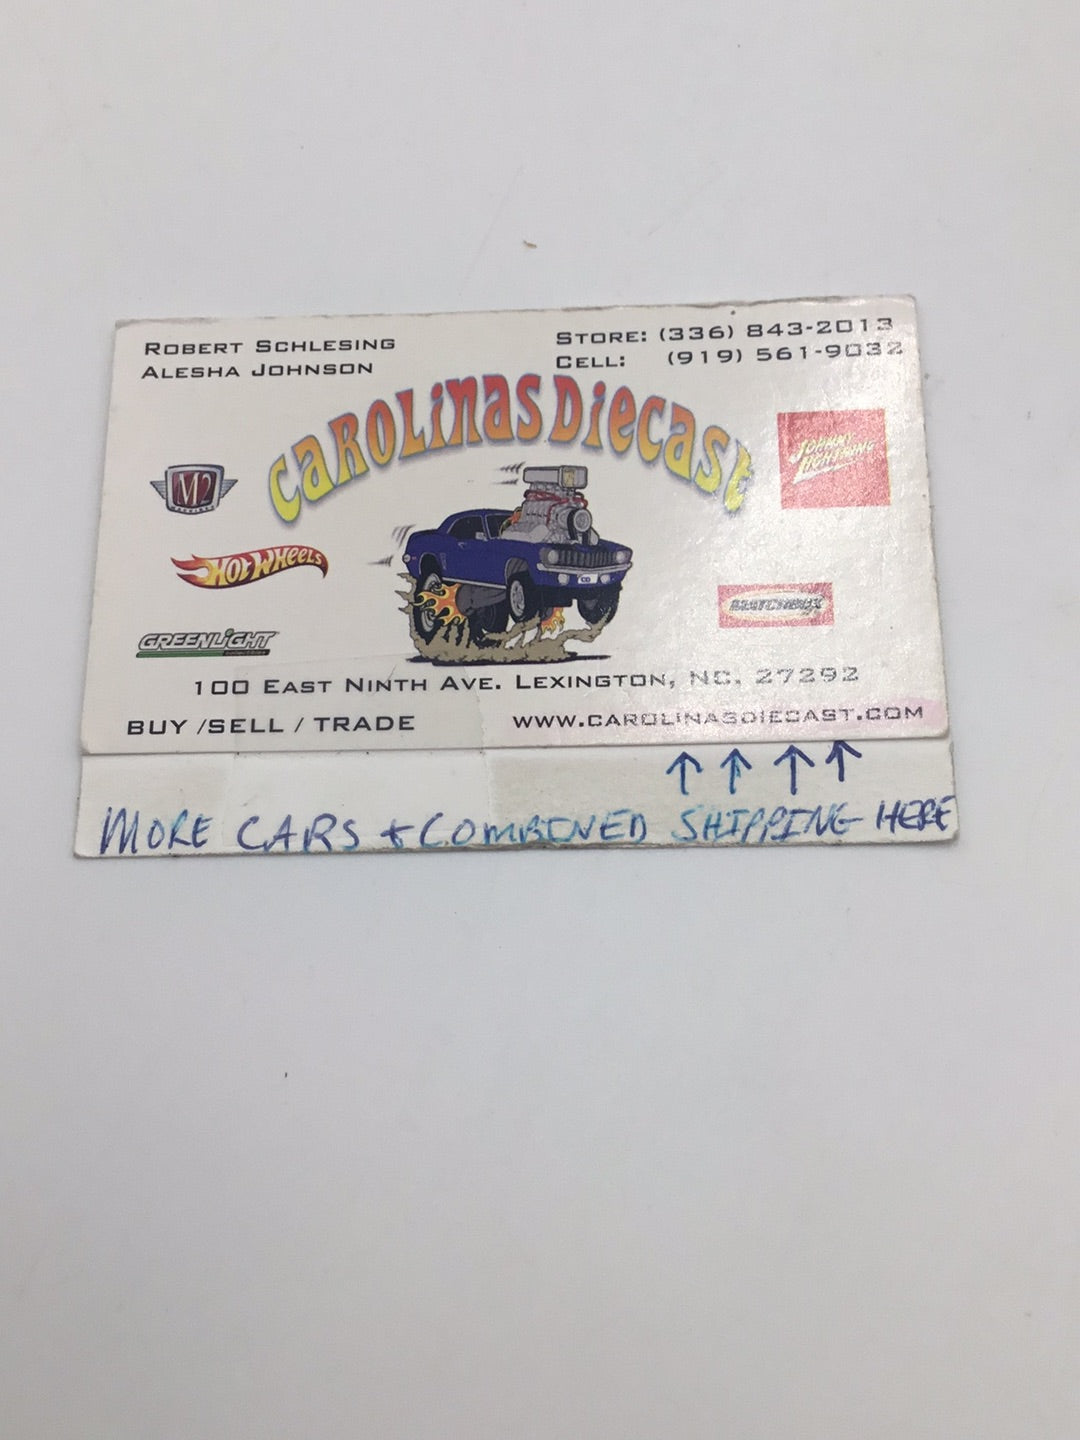 ROBERT SCHLESING
ALESHA JOHNSON
STORE: (336) 843-2013
CELL: (919) 561-9032
CAROLINAS DIECAST
M2
HOT WHEELS
GREENLIGHT
JOHNNY LIGHTNING
MATCHBOX
100 EAST NINTH AVE. LEXINGTON, NC. 27292
BUY /SELL / TRADE
WWW.CAROLINASDIECAST.COM
↑ ↑ ↑ ↑
MORE CARS & COMBINED SHIPPING HERE